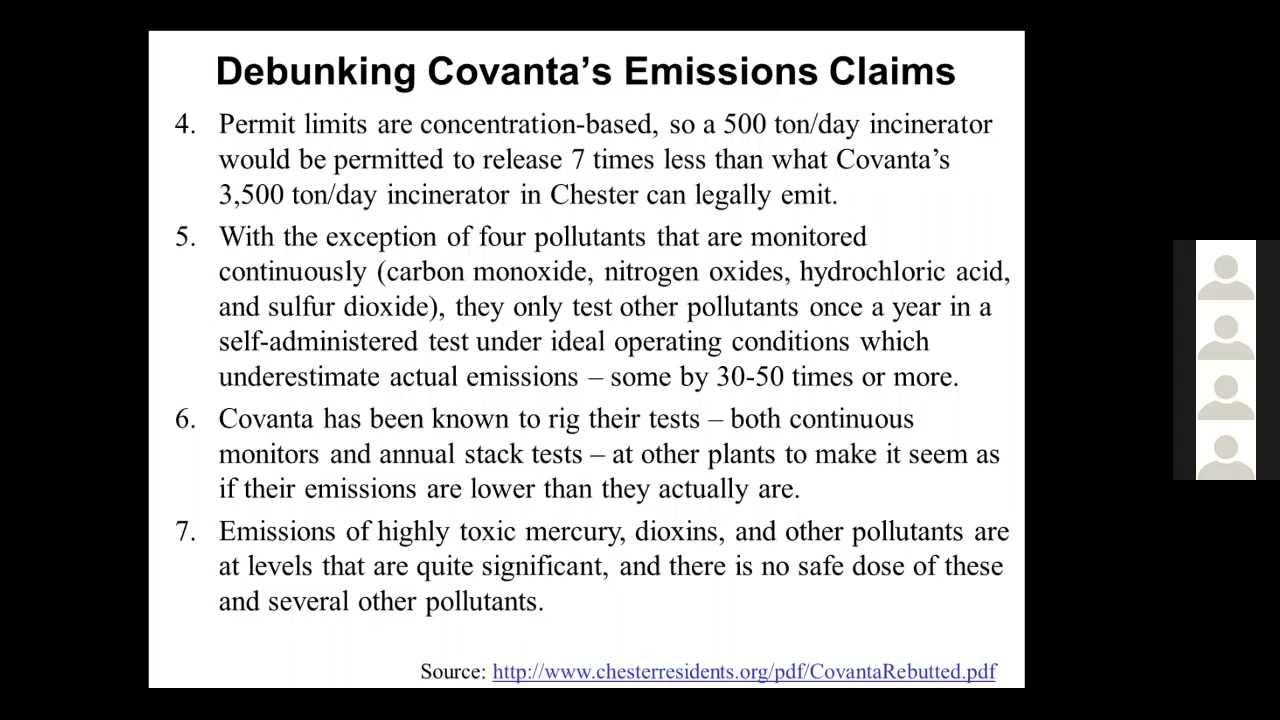 Debunking Covanta’s Emissions Claims
4. Permit limits are concentration-based, so a 500 ton/day incinerator
would be permitted to release 7 times less than what Covanta’s
3,500 ton/day incinerator in Chester can legally emit.
5. With the exception of four pollutants that are monitored
continuously (carbon monoxide, nitrogen oxides, hydrochloric acid,
and sulfur dioxide), they only test other pollutants once a year in a
self-administered test under ideal operating conditions which
underestimate actual emissions – some by 30-50 times or more.
6. Covanta has been known to rig their tests – both continuous
monitors and annual stack tests – at other plants to make it seem as
if their emissions are lower than they actually are.
7. Emissions of highly toxic mercury, dioxins, and other pollutants are
at levels that are quite significant, and there is no safe dose of these
and several other pollutants.
Source: http://www.chesterresidents.org/pdf/CovantaRebutted.pdf